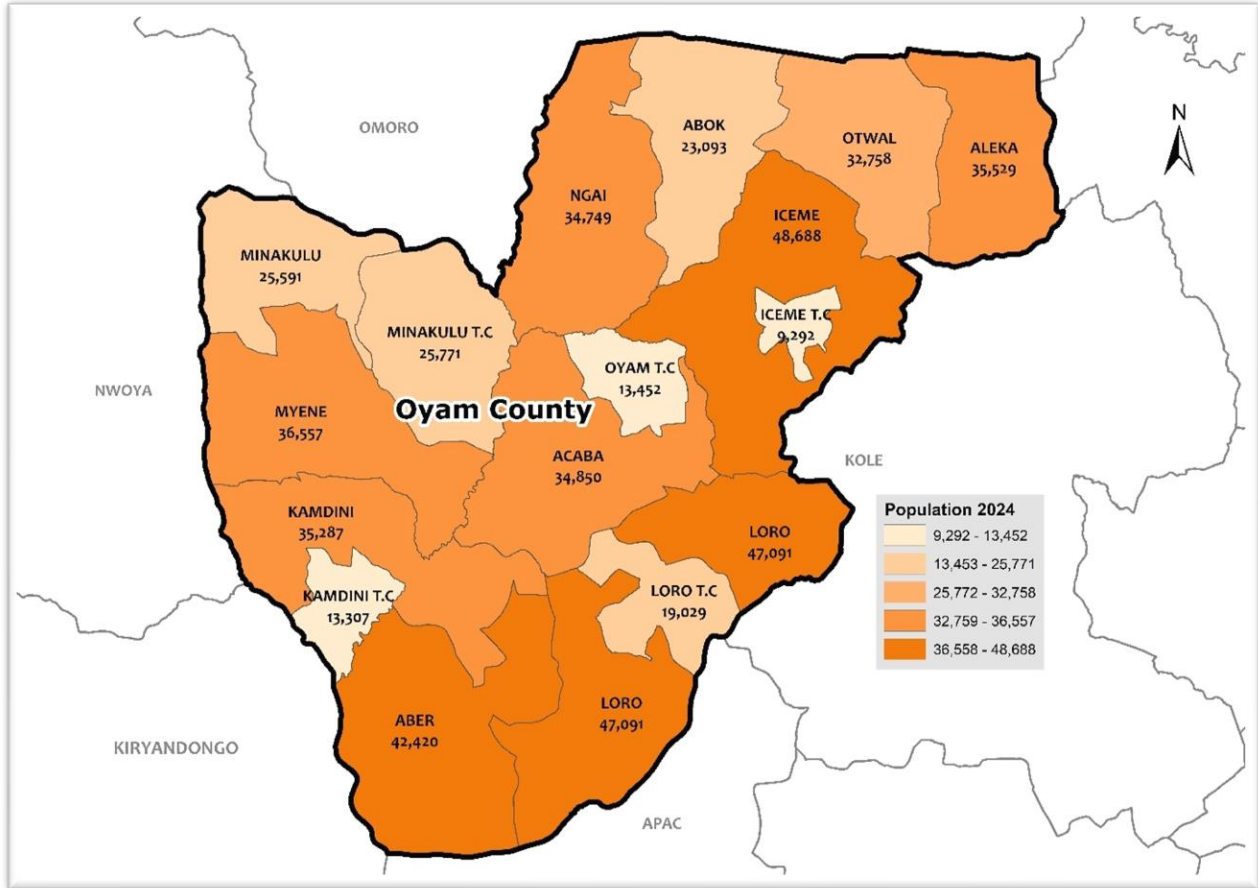 OMORO
N
ABOK
23,093
OTWAL
32,758
ALEKA
35,529
NGAI
34,749
ICEME
48,688
MINAKULU
25,591
MINAKULU T.C
25,771
ICEME T.C
9,292
OYAM T.C
13,452
NWOYA
MYENE
36,557
Oyam County
ACABA
34,850
KOLE
KAMDINI
35,287
LORO
47,091
Population 2024
9,292 - 13,452
13,453 - 25,771
25,772 - 32,758
32,759 - 36,557
36,558 - 48,688
KAMDINI T.C
13,307
LORO T.C
19,029
ABER
42,420
LORO
47,091
KIRYANDONGO
APAC